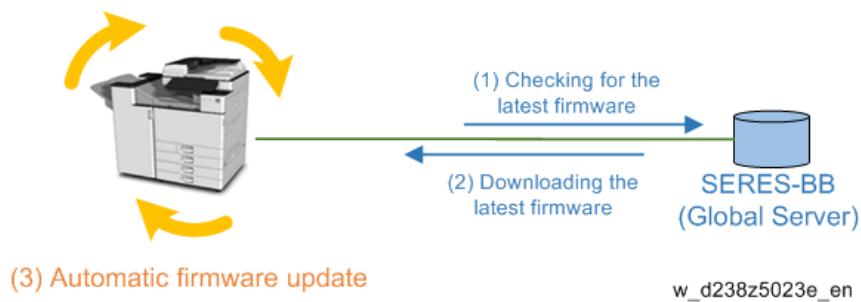 (1) Checking for the
latest firmware
(2) Downloading the
latest firmware
SERES-BB
(Global Server)
(3) Automatic firmware update
w_d238z5023e_en